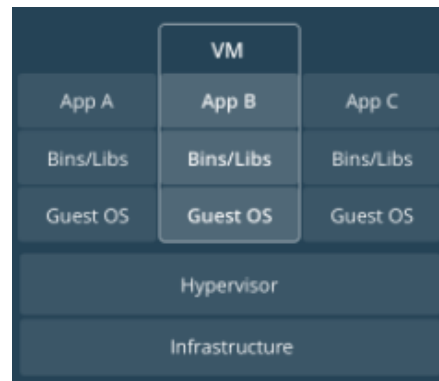 VM
App A App B App C
Bins/Libs Bins/Libs Bins/Libs
Guest OS Guest OS Guest OS
Hypervisor
Infrastructure